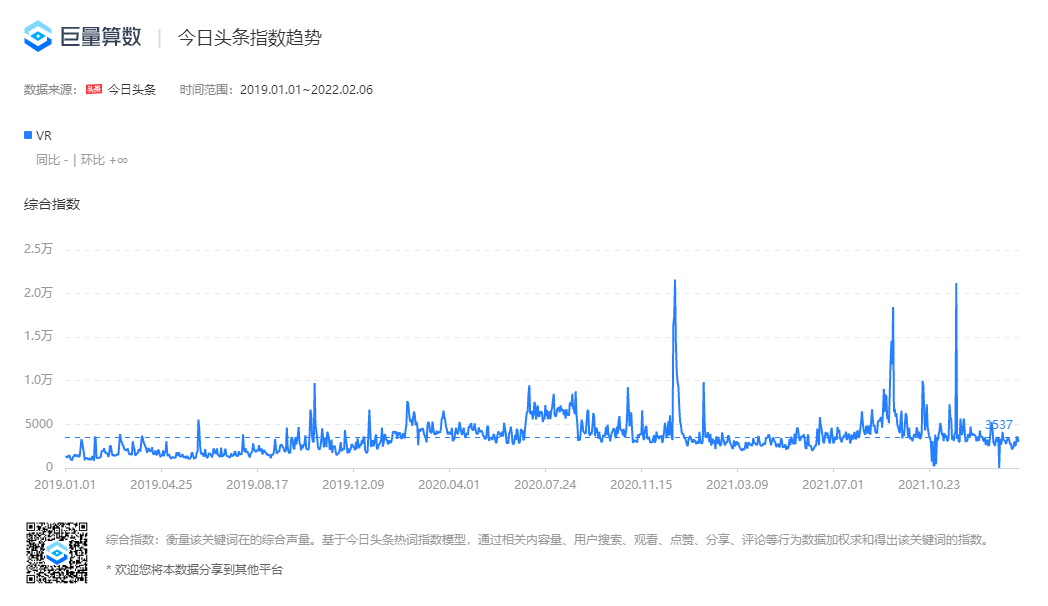 巨量算数 | 今日头条指数趋势
数据来源: 头条 今日头条 时间范围: 2019.01.01~2022.02.06
VR
同比 - | 环比 +∞
综合指数
2.5万
2.0万
1.5万
1.0万
5000
3537
0
2019.01.01 2019.04.25 2019.08.17 2019.12.09 2020.04.01 2020.07.24 2020.11.15 2021.03.09 2021.07.01 2021.10.23
综合指数: 衡量该关键词在的综合声量。基于今日头条热词指数模型，通过相关内容量、用户搜索、观看、点赞、分享、评论等行为数据加权求和得出该关键词的指数。
* 欢迎您将本数据分享到其他平台